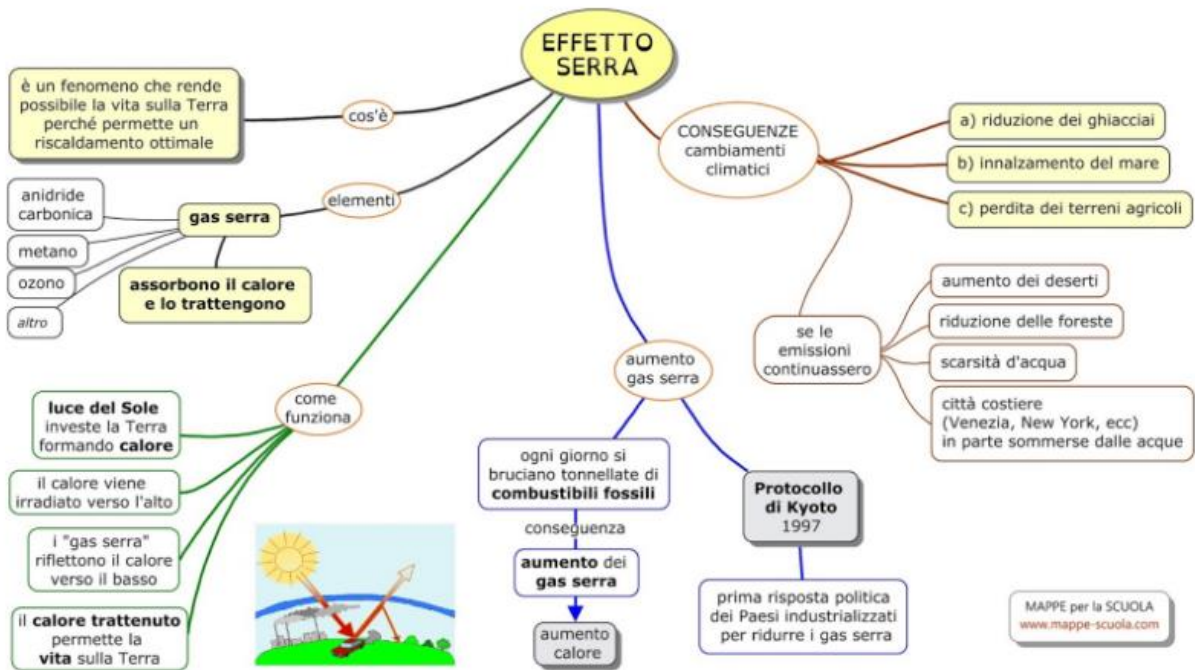 EFFETTO
SERRA
è un fenomeno che rende
possibile la vita sulla Terra
perché permette un
riscaldamento ottimale
cos'è
elementi
gas serra
anidride
carbonica
metano
ozono
altro
assorbono il calore
e lo trattengono
come
funziona
luce del Sole
investe la Terra
formando calore
il calore viene
irradiato verso l'alto
i "gas serra"
riflettono il calore
verso il basso
il calore trattenuto
permette la
vita sulla Terra
aumento
gas serra
ogni giorno si
bruciano tonnellate di
combustibili fossili
conseguenza
aumento dei
gas serra
aumento
calore
Protocollo
di Kyoto
1997
prima risposta politica
dei Paesi industrializzati
per ridurre i gas serra
CONSEGUENZE
cambiamenti
climatici
a) riduzione dei ghiacciai
b) innalzamento del mare
c) perdita dei terreni agricoli
se le
emissioni
continuassero
aumento dei deserti
riduzione delle foreste
scarsità d'acqua
città costiere
(Venezia, New York, ecc)
in parte sommerse dalle acque
MAPPE per la SCUOLA
www.mappe-scuola.com